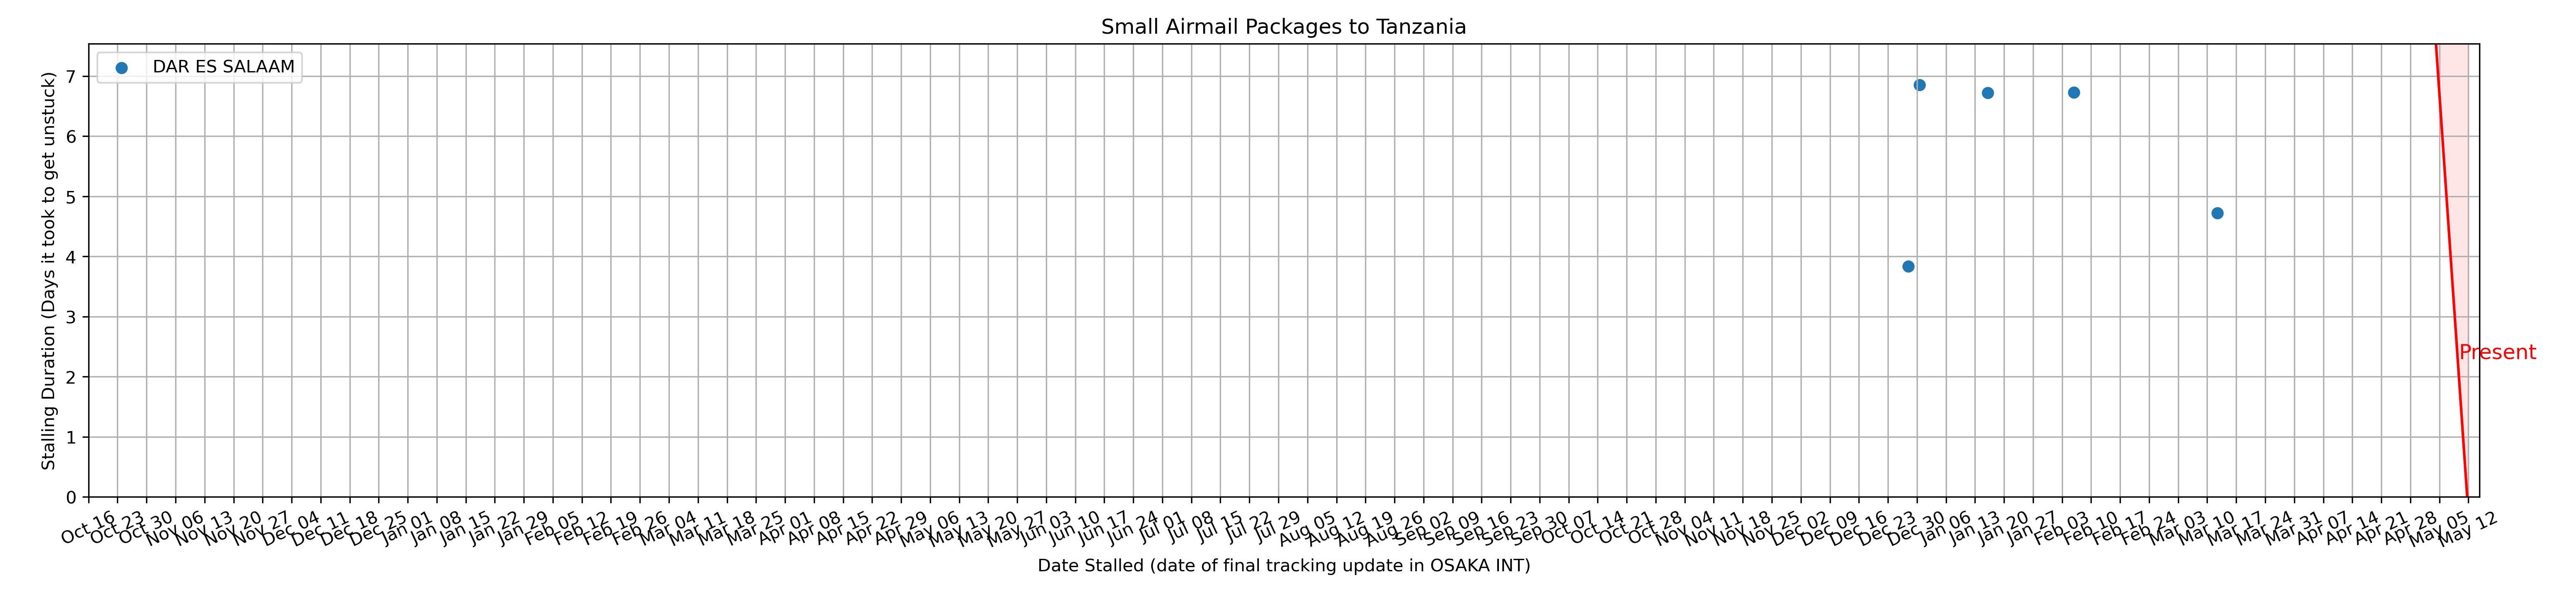 Small Airmail Packages to Tanzania
DAR ES SALAAM
Stalling Duration (Days it took to get unstuck)
7
6
5
4
3
2
1
0
Present
Oct 16 Oct 23 Oct 30 Nov 06 Nov 13 Nov 20 Nov 27 Dec 04 Dec 11 Dec 18 Dec 25 Jan 01 Jan 08 Jan 15 Jan 22 Jan 29 Feb 05 Feb 12 Feb 19 Feb 26 Mar 04 Mar 11 Mar 18 Mar 25 Apr 01 Apr 08 Apr 15 Apr 22 Apr 29 May 06 May 13 May 20 May 27 Jun 03 Jun 10 Jun 17 Jun 24 Jul 01 Jul 08 Jul 15 Jul 22 Jul 29 Aug 05 Aug 12 Aug 19 Aug 26 Sep 02 Sep 09 Sep 16 Sep 23 Sep 30 Oct 07 Oct 14 Oct 21 Oct 28 Nov 04 Nov 11 Nov 18 Nov 25 Dec 02 Dec 09 Dec 16 Dec 23 Dec 30 Jan 06 Jan 13 Jan 20 Jan 27 Feb 03 Feb 10 Feb 17 Feb 24 Mar 03 Mar 10 Mar 17 Mar 24 Mar 31 Apr 07 Apr 14 Apr 21 Apr 28 May 05 May 12
Date Stalled (date of final tracking update in OSAKA INT)